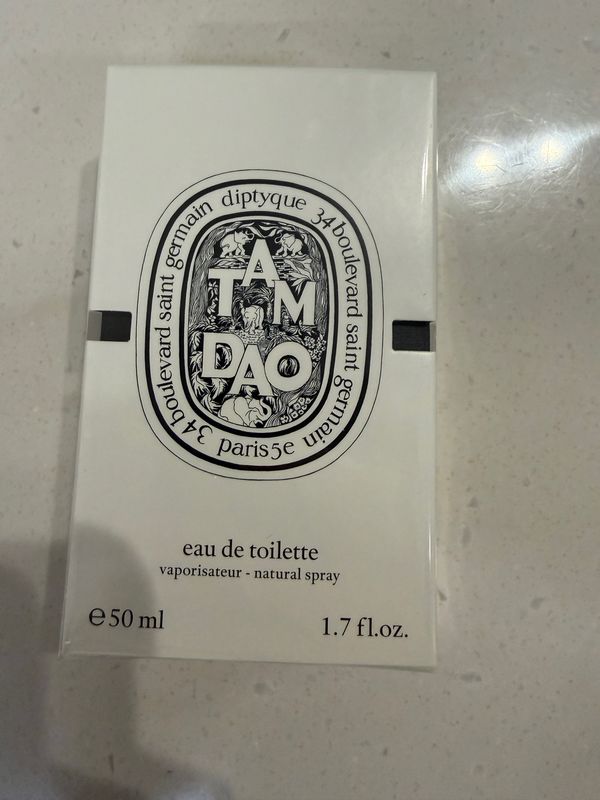 diptyque
34 boulevard saint germain
paris5e
34 boulevard saint germain
TAM
DAO
eau de toilette
vaporisateur - natural spray
℮50 ml
1.7 fl.oz.